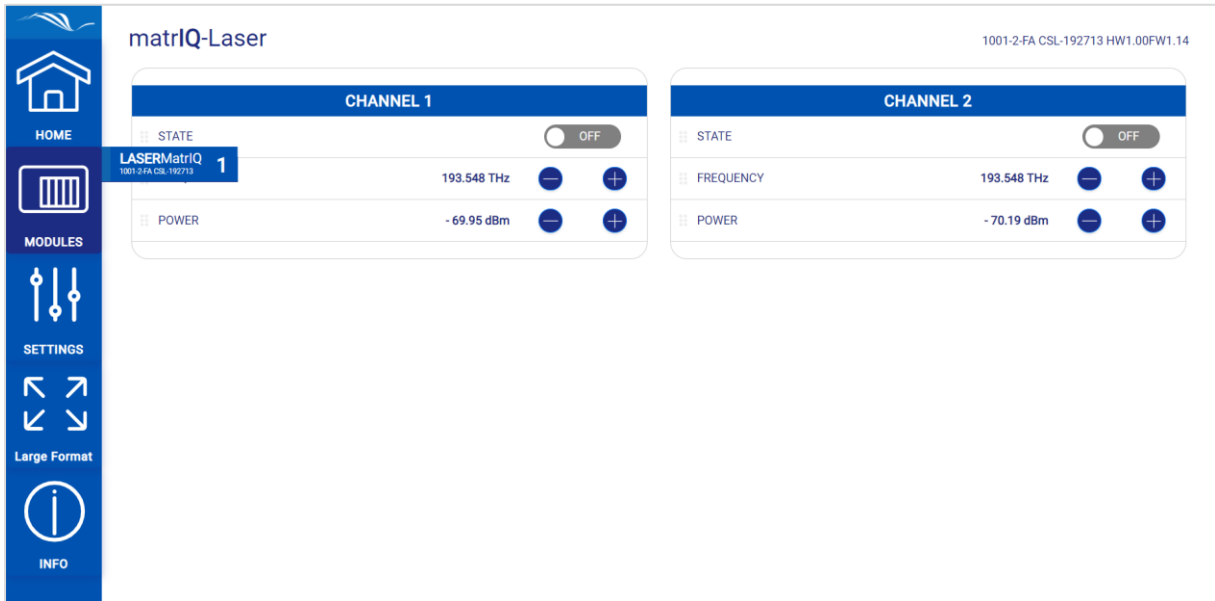 matrIQ-Laser
1001-2-FA CSL-192713 HW1.00FW1.14
HOME
MODULES
SETTINGS
Large Format
INFO
LASERMatrIQ 1
1001-2-FA CSL-192713
CHANNEL 1
STATE OFF
193.548 THz
POWER - 69.95 dBm
CHANNEL 2
STATE OFF
FREQUENCY 193.548 THz
POWER - 70.19 dBm